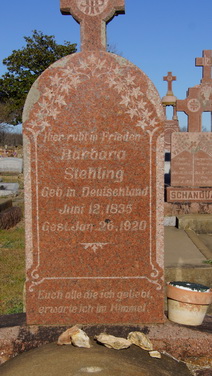 Hier ruht in Frieden
Barbara
Stehling
Geb. in Deutschland
Juni 12, 1835
Gest. Jan. 26, 1920
Euch alle die ich geliebt,
erwarte ich im Himmel.
SCHANDU